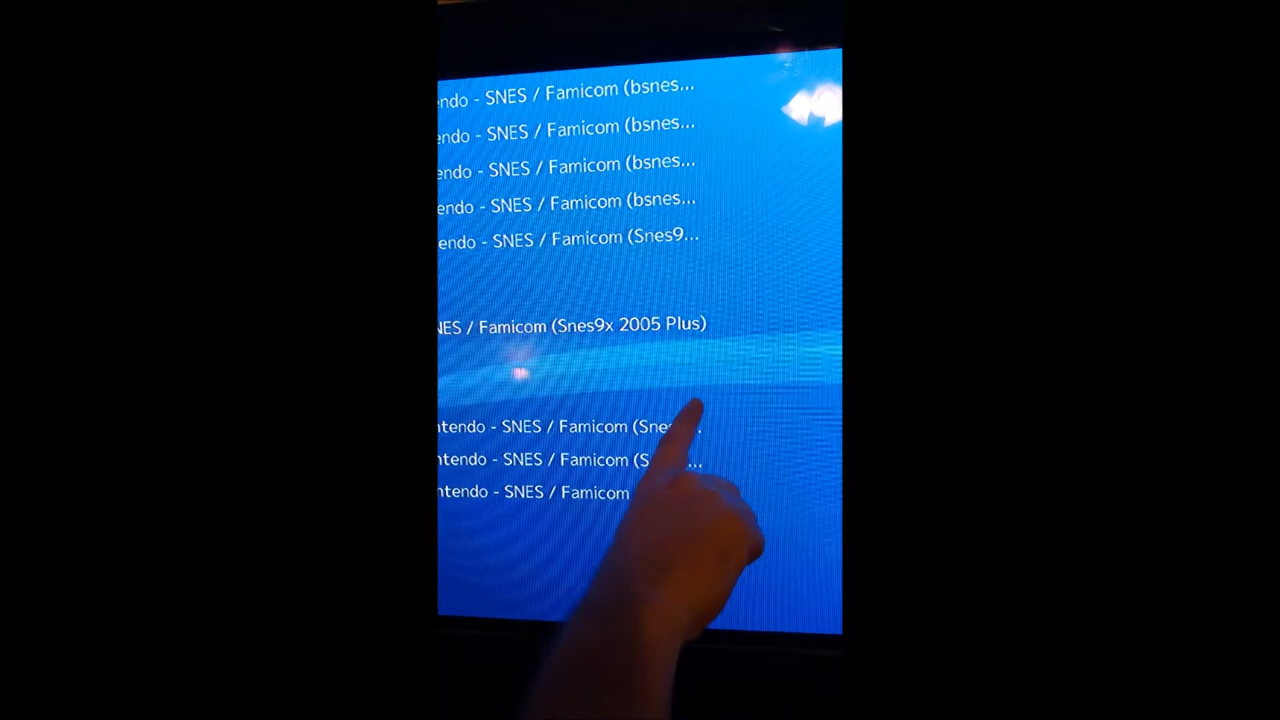 endo - SNES / Famicom (bsnes...
endo - SNES / Famicom (bsnes...
endo - SNES / Famicom (bsnes...
endo - SNES / Famicom (bsnes...
endo - SNES / Famicom (Snes9...
NES / Famicom (Snes9x 2005 Plus)
ntendo - SNES / Famicom (Snes
ntendo - SNES / Famicom (S ...
ntendo - SNES / Famicom